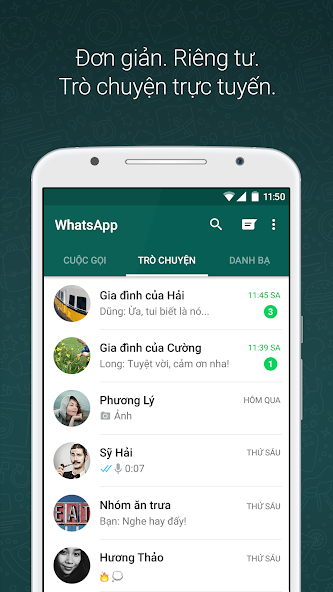 Đơn giản. Riêng tư.
Trò chuyện trực tuyến.
11:50
WhatsApp
CUỘC GỌI TRÒ CHUYỆN DANH BẠ
Gia đình của Hải 11:45 SA
Dũng: Ừa, tui biết là nó... 3
Gia đình của Cường 11:39 SA
Long: Tuyệt vời, cảm ơn nha! 1
Phương Lý HÔM QUA
Ảnh
Sỹ Hải THỨ SÁU
0:07
EAT
Nhóm ăn trưa THỨ SÁU
Bạn: Nghe hay đấy!
Hương Thảo THỨ SÁU
🔥💭